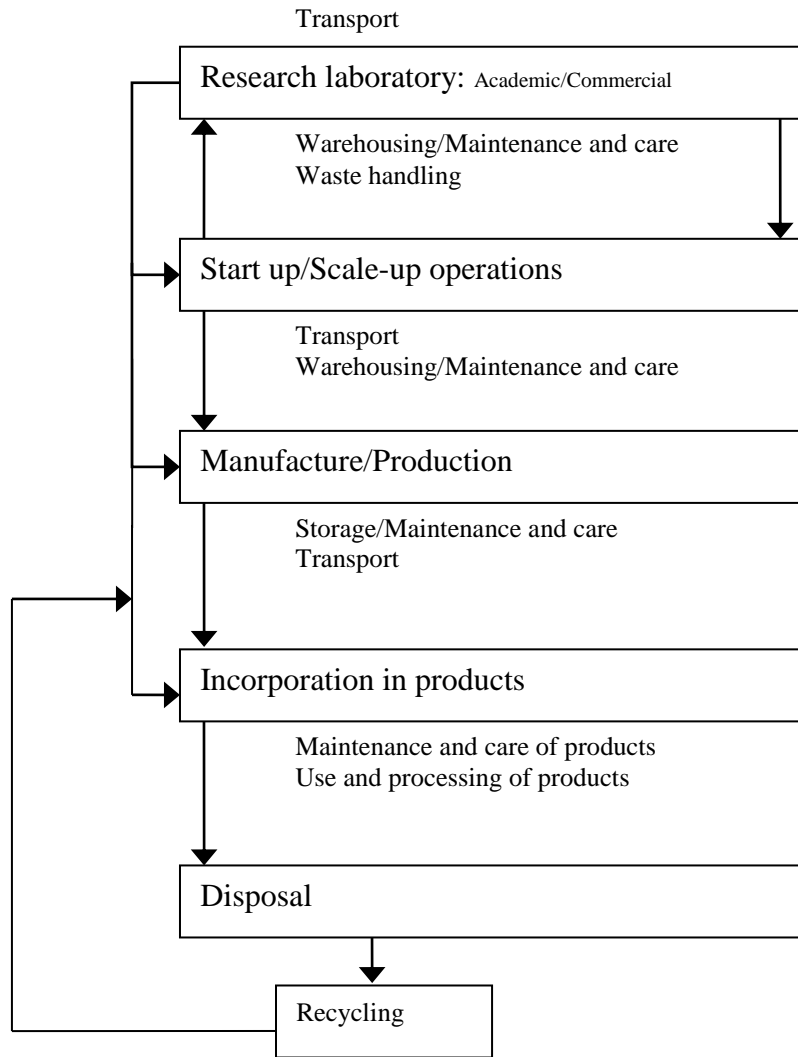 Transport
Research laboratory: Academic/Commercial
Warehousing/Maintenance and care
Waste handling
Start up/Scale-up operations
Transport
Warehousing/Maintenance and care
Manufacture/Production
Storage/Maintenance and care
Transport
Incorporation in products
Maintenance and care of products
Use and processing of products
Disposal
Recycling